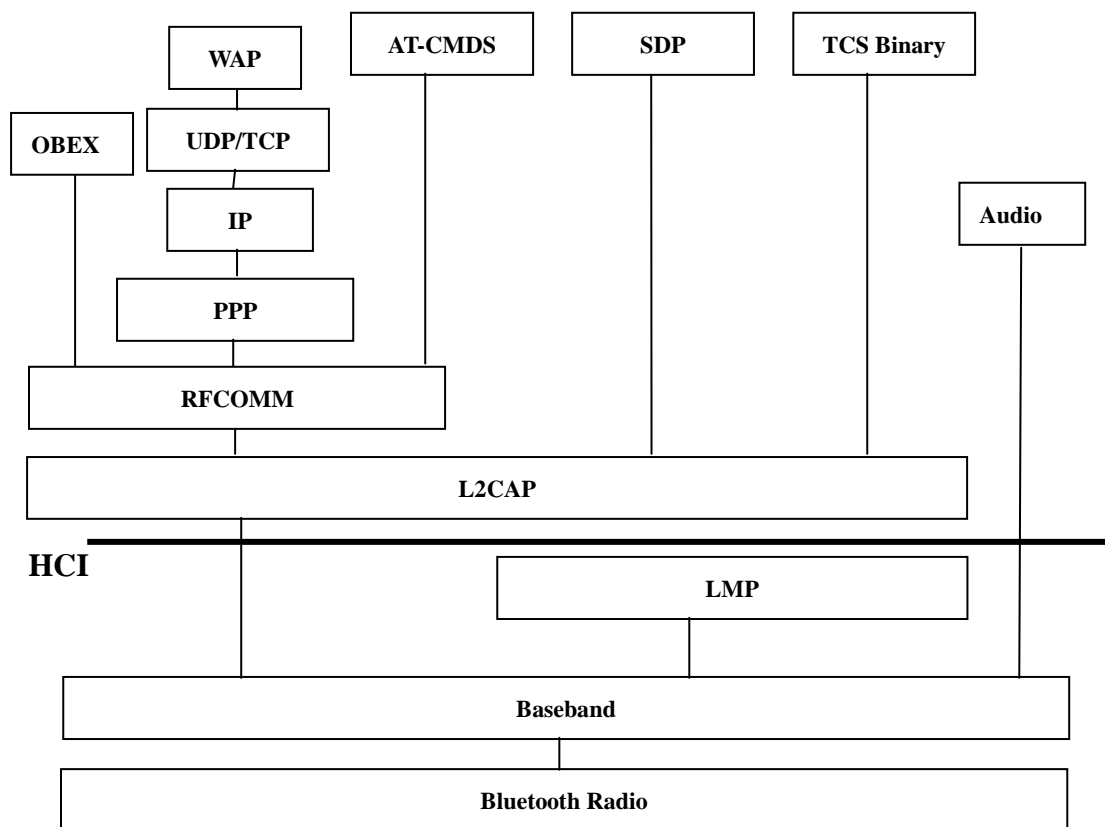 AT-CMDS
SDP
TCS Binary
WAP
UDP/TCP
OBEX
IP
Audio
PPP
RFCOMM
L2CAP
HCI
LMP
Baseband
Bluetooth Radio